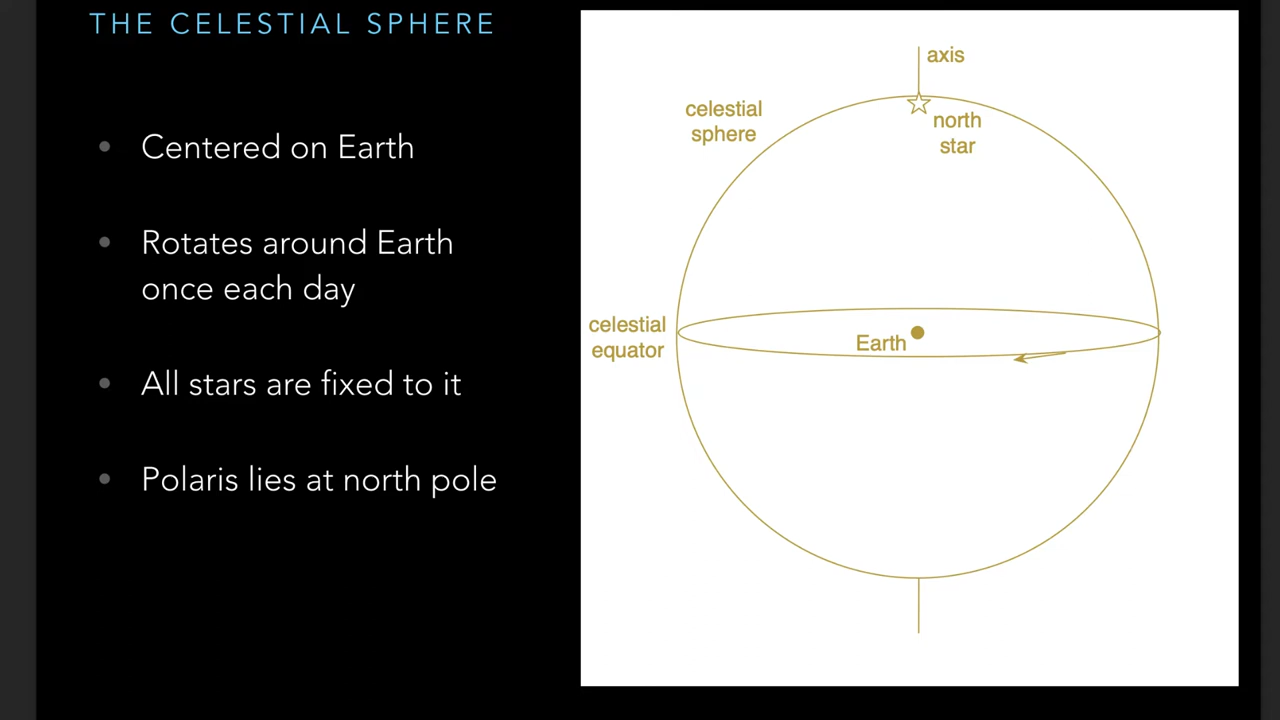 THE CELESTIAL SPHERE
Centered on Earth
Rotates around Earth
once each day
All stars are fixed to it
Polaris lies at north pole
axis
celestial
sphere
north
star
celestial
equator
Earth